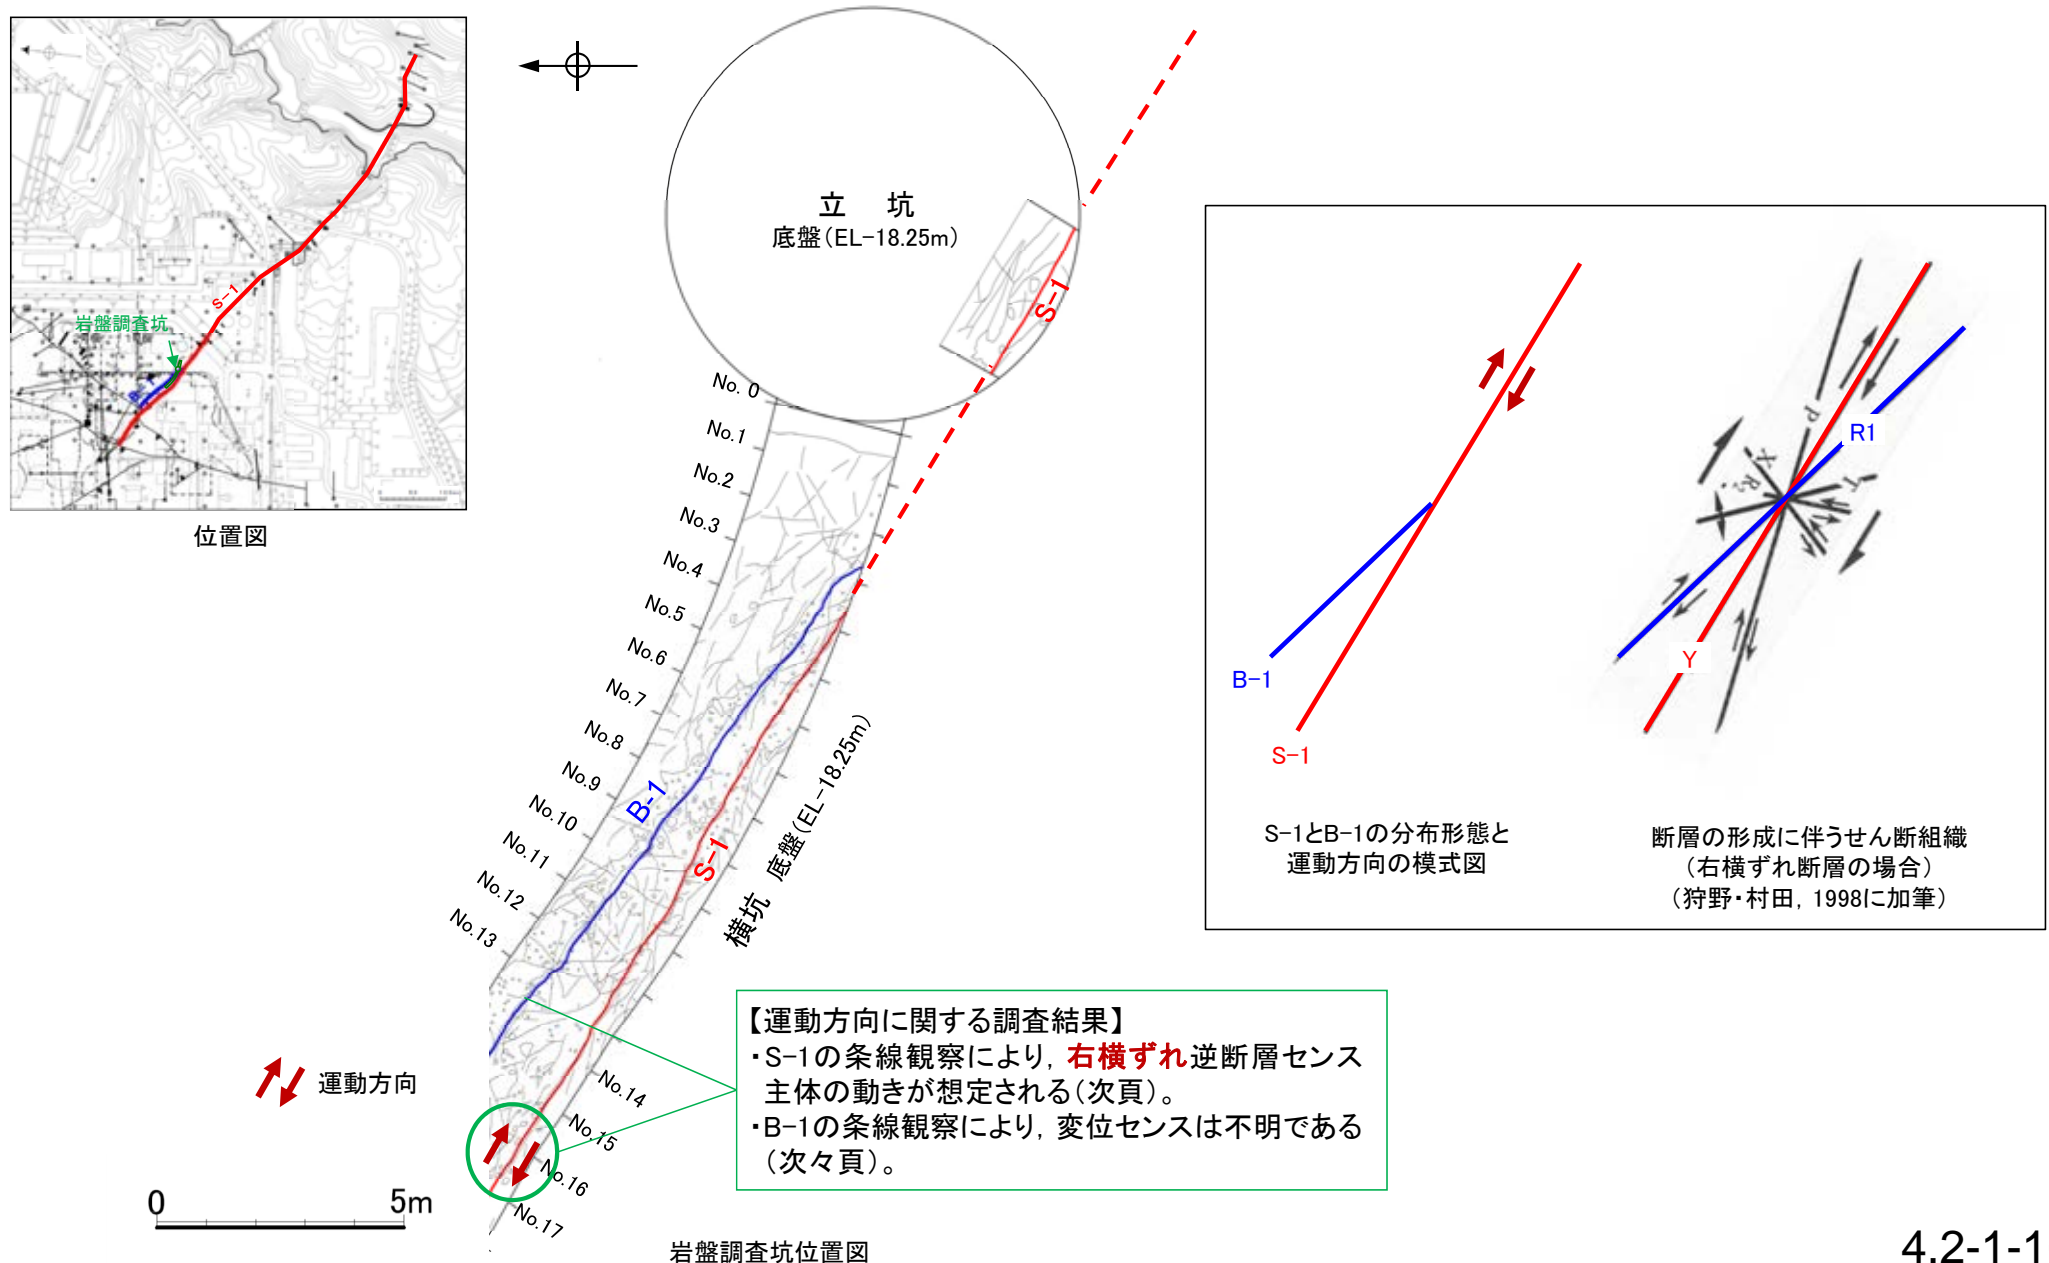 S-1
岩盤調査坑
B-1
位置図
立 坑
底盤(EL-18.25m)
S-1
No. 0
No.1
No.2
No.3
No.4
No.5
No.6
No.7
No.8
No.9
No.10
No.11
No.12
No.13
No.14
No.15
No.16
No.17
B-1
S-1
横坑 底盤(EL-18.25m)
運動方向
0 5m
岩盤調査坑位置図
【運動方向に関する調査結果】
・S-1の条線観察により, 右横ずれ逆断層センス
主体の動きが想定される(次頁)。
・B-1の条線観察により, 変位センスは不明である
(次々頁)。
B-1
S-1
S-1とB-1の分布形態と
運動方向の模式図
P
R1
X
R2
T
Y
断層の形成に伴うせん断組織
(右横ずれ断層の場合)
(狩野・村田, 1998に加筆)
4.2-1-1